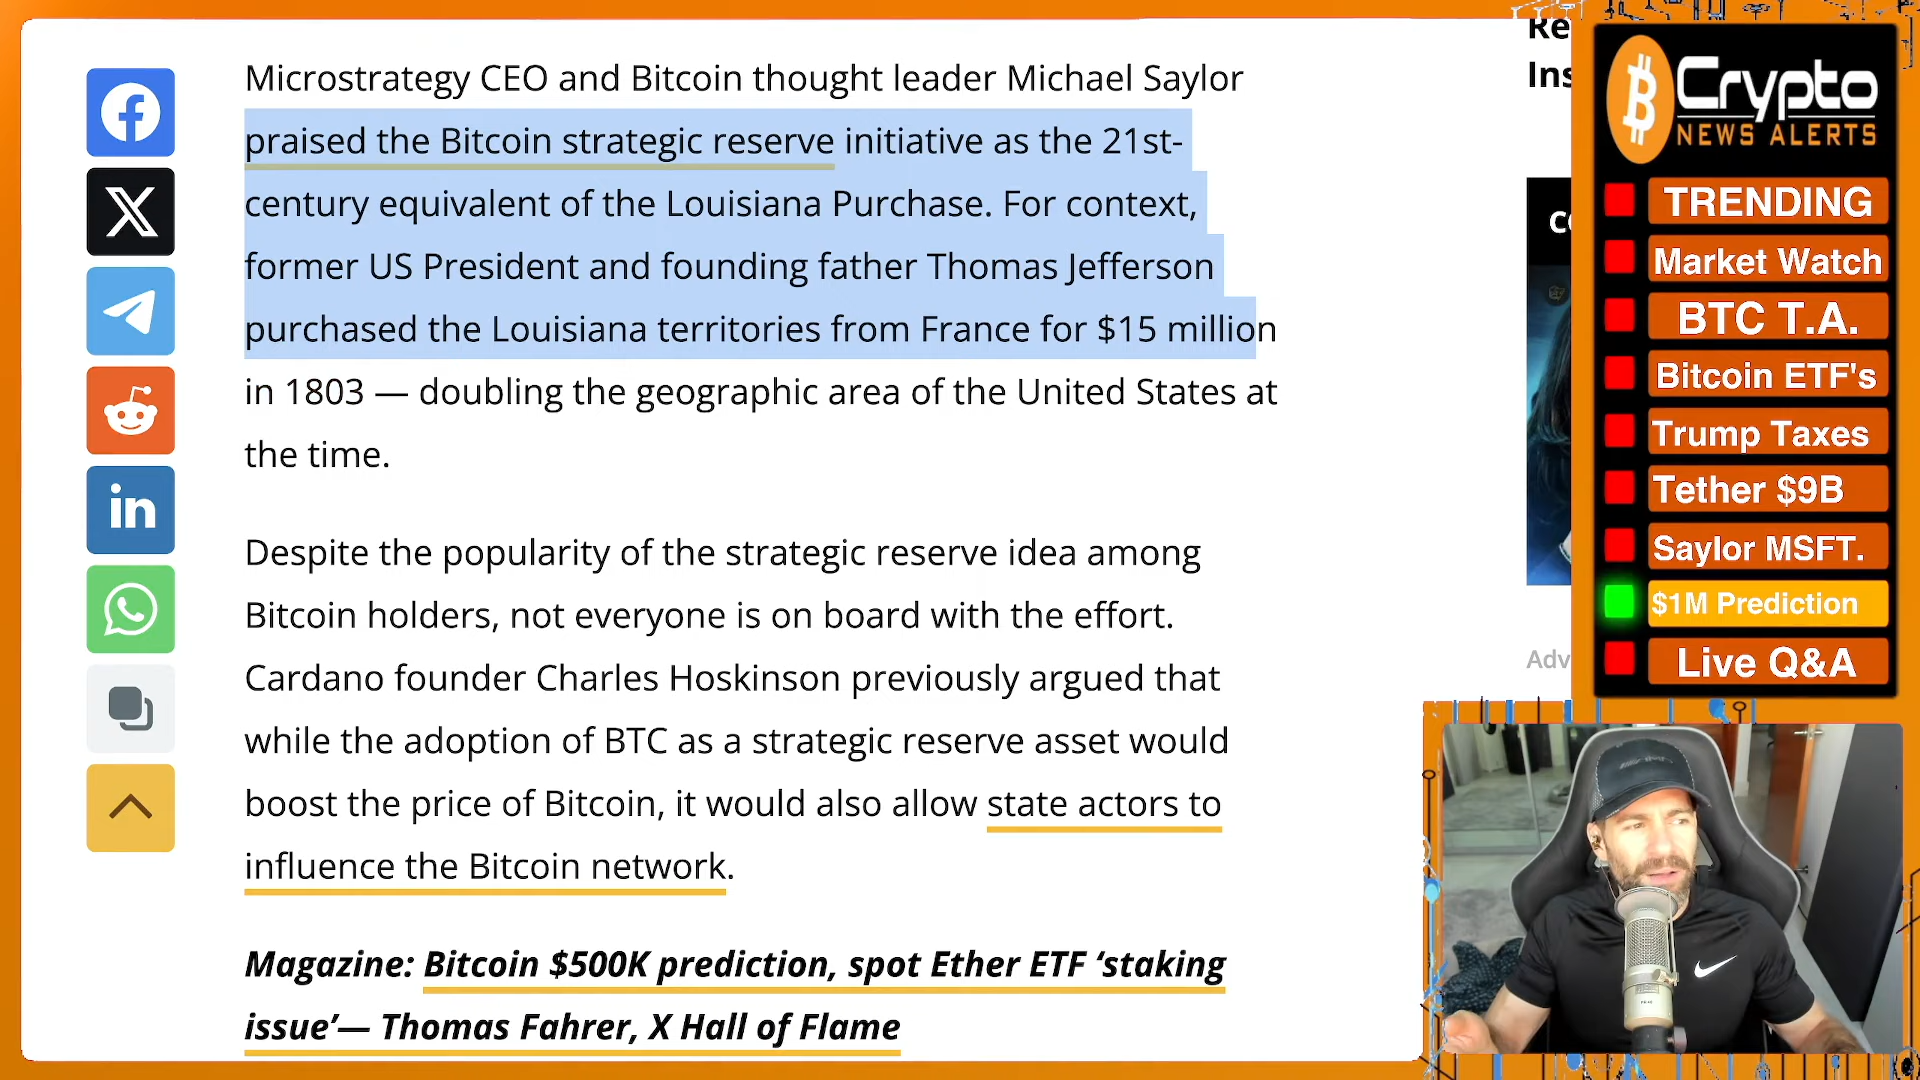 Microstrategy CEO and Bitcoin thought leader Michael Saylor
praised the Bitcoin strategic reserve initiative as the 21st-
century equivalent of the Louisiana Purchase. For context,
former US President and founding father Thomas Jefferson
purchased the Louisiana territories from France for $15 million
in 1803 — doubling the geographic area of the United States at
the time.
Despite the popularity of the strategic reserve idea among
Bitcoin holders, not everyone is on board with the effort.
Cardano founder Charles Hoskinson previously argued that
while the adoption of BTC as a strategic reserve asset would
boost the price of Bitcoin, it would also allow state actors to
influence the Bitcoin network.
Magazine: Bitcoin $500K prediction, spot Ether ETF ‘staking
issue’— Thomas Fahrer, X Hall of Flame
in
Re
Ins
Adv
Crypto
NEWS ALERTS
TRENDING
Market Watch
BTC T.A.
Bitcoin ETF's
Trump Taxes
Tether $9B
Saylor MSFT.
$1M Prediction
Live Q&A